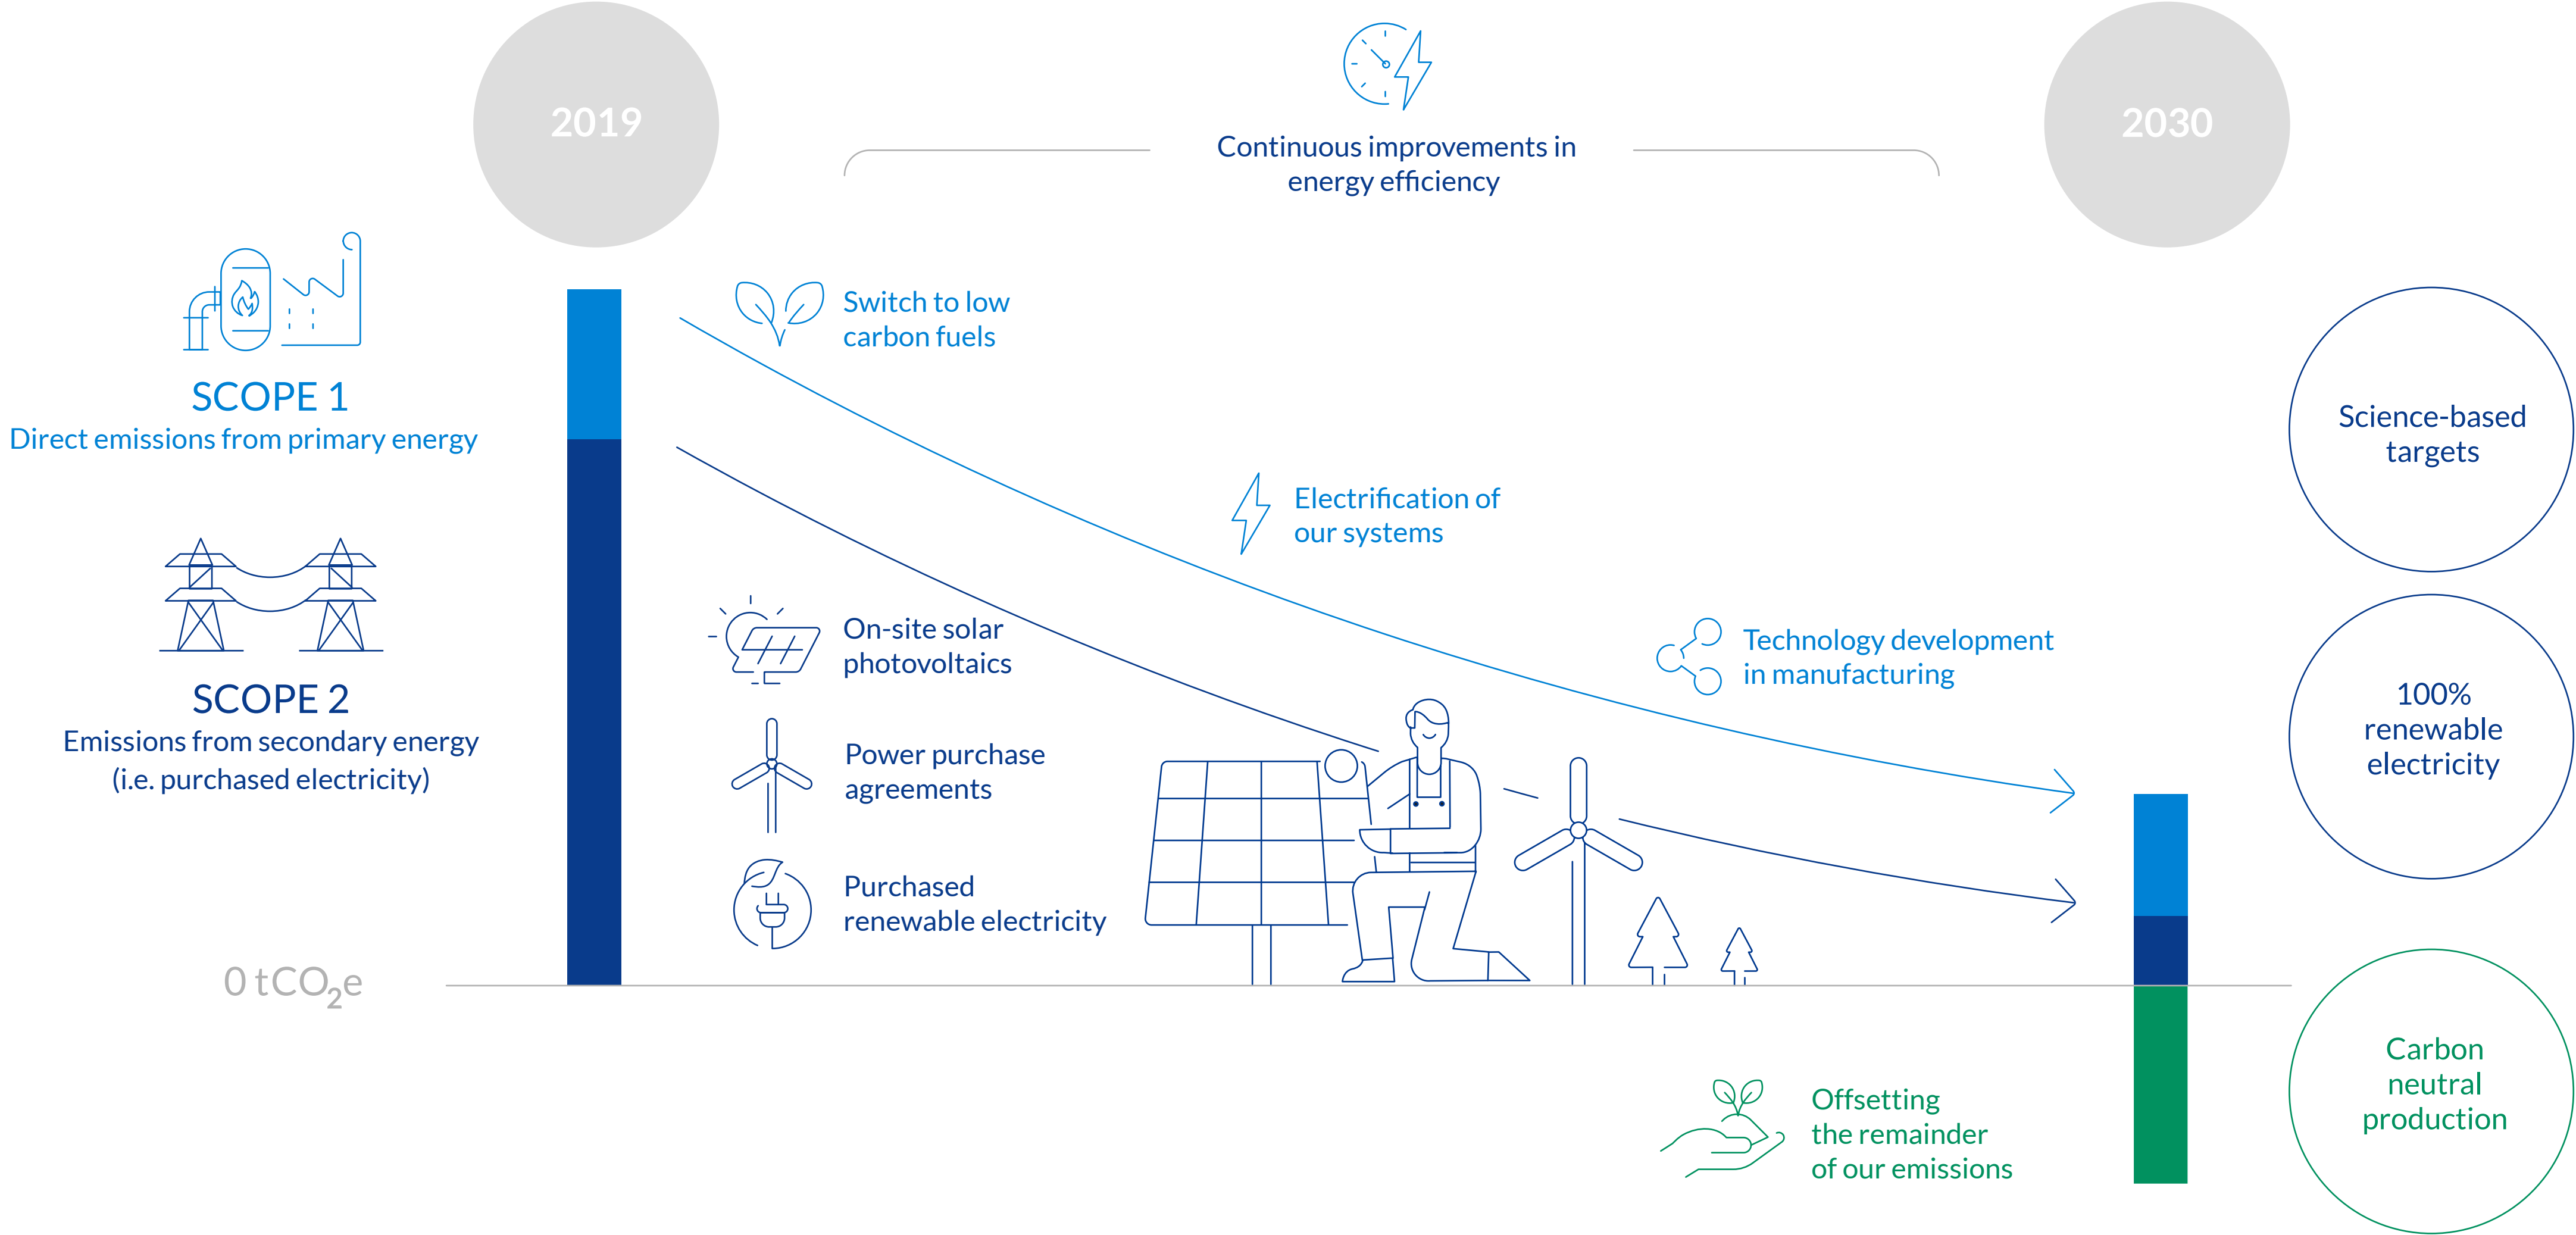 2019
2030
Continuous improvements in
energy efficiency
SCOPE 1
Direct emissions from primary energy
Switch to low
carbon fuels
Electrification of
our systems
Technology development
in manufacturing
SCOPE 2
Emissions from secondary energy
(i.e. purchased electricity)
On-site solar
photovoltaics
Power purchase
agreements
Purchased
renewable electricity
0 tCO₂e
Offsetting
the remainder
of our emissions
Science-based
targets
100%
renewable
electricity
Carbon
neutral
production